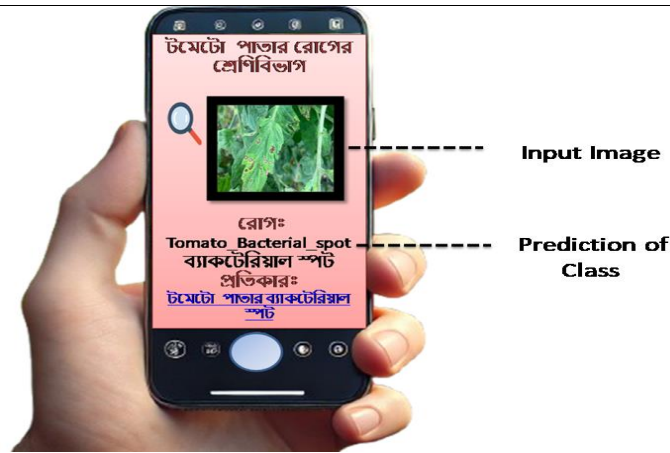 টমেটো পাতার রোগের
শ্রেণিবিভাগ
Input Image
রোগঃ
Tomato_Bacterial_spot
ব্যাকটেরিয়াল স্পট
Prediction of
Class
প্রতিকারঃ
টমেটো পাতার ব্যাকটেরিয়াল
স্পট